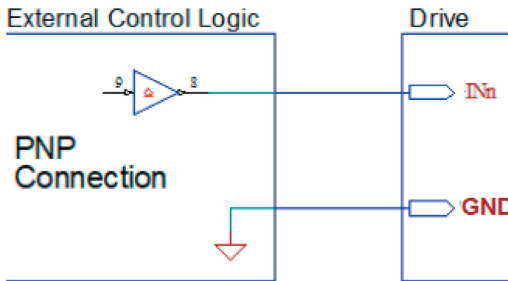 External Control Logic
Drive
9
8
INn
PNP
Connection
GND